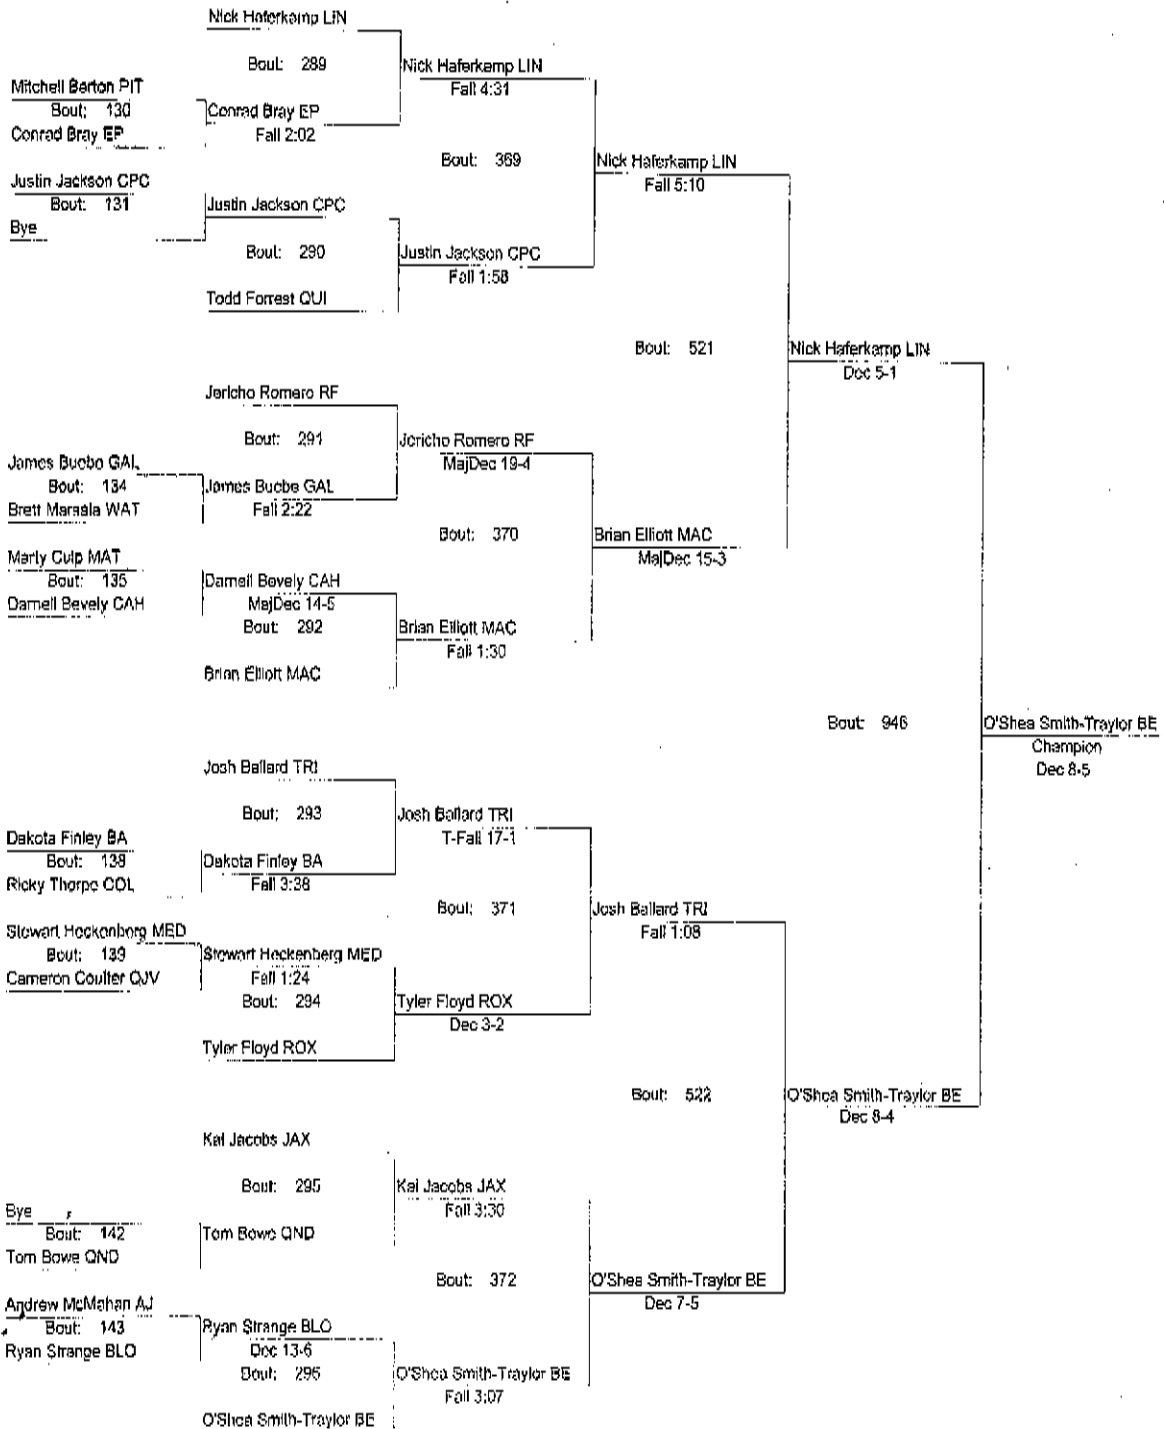 Nick Haferkamp LIN
Bout: 289
Nick Haferkamp LIN
Fall 4:31
Mitchell Barton PIT
Bout: 130
Conrad Bray EP
Conrad Bray EP
Fall 2:02
Bout: 369
Nick Haferkamp LIN
Fall 5:10
Justin Jackson CPC
Bout: 131
Bye
Justin Jackson CPC
Bout: 290
Justin Jackson CPC
Fall 1:58
Todd Forrest QUI
Bout: 521
Nick Haferkamp LIN
Dec 5-1
Jericho Romero RF
Bout: 291
Jericho Romero RF
MajDec 19-4
James Buebe GAL
Bout: 134
Brett Marsala WAT
James Buebe GAL
Fall 2:22
Bout: 370
Brian Elliott MAC
MajDec 15-3
Marty Culp MAT
Bout: 135
Darnell Bevely CAH
Darnell Bevely CAH
MajDec 14-5
Bout: 292
Brian Elliott MAC
Fall 1:30
Brian Elliott MAC
Bout: 946
O'Shea Smith-Traylor BE
Champion
Dec 8-5
Josh Ballard TRI
Bout: 293
Josh Ballard TRI
T-Fall 17-1
Dakota Finley BA
Bout: 138
Ricky Thorpe COL
Dakota Finley BA
Fall 3:38
Bout: 371
Josh Ballard TRI
Fall 1:08
Stewart Heckenberg MED
Bout: 139
Cameron Coulter QJV
Stewart Heckenberg MED
Fall 1:24
Bout: 294
Tyler Floyd ROX
Dec 3-2
Tyler Floyd ROX
Bout: 522
O'Shea Smith-Traylor BE
Dec 8-4
Kai Jacobs JAX
Bout: 295
Kai Jacobs JAX
Fall 3:30
Bye
Bout: 142
Tom Bowe QND
Tom Bowe QND
Bout: 372
O'Shea Smith-Traylor BE
Dec 7-5
Andrew McMahan AJ
Bout: 143
Ryan Strange BLO
Ryan Strange BLO
Dec 13-6
Bout: 296
O'Shea Smith-Traylor BE
Fall 3:07
O'Shea Smith-Traylor BE